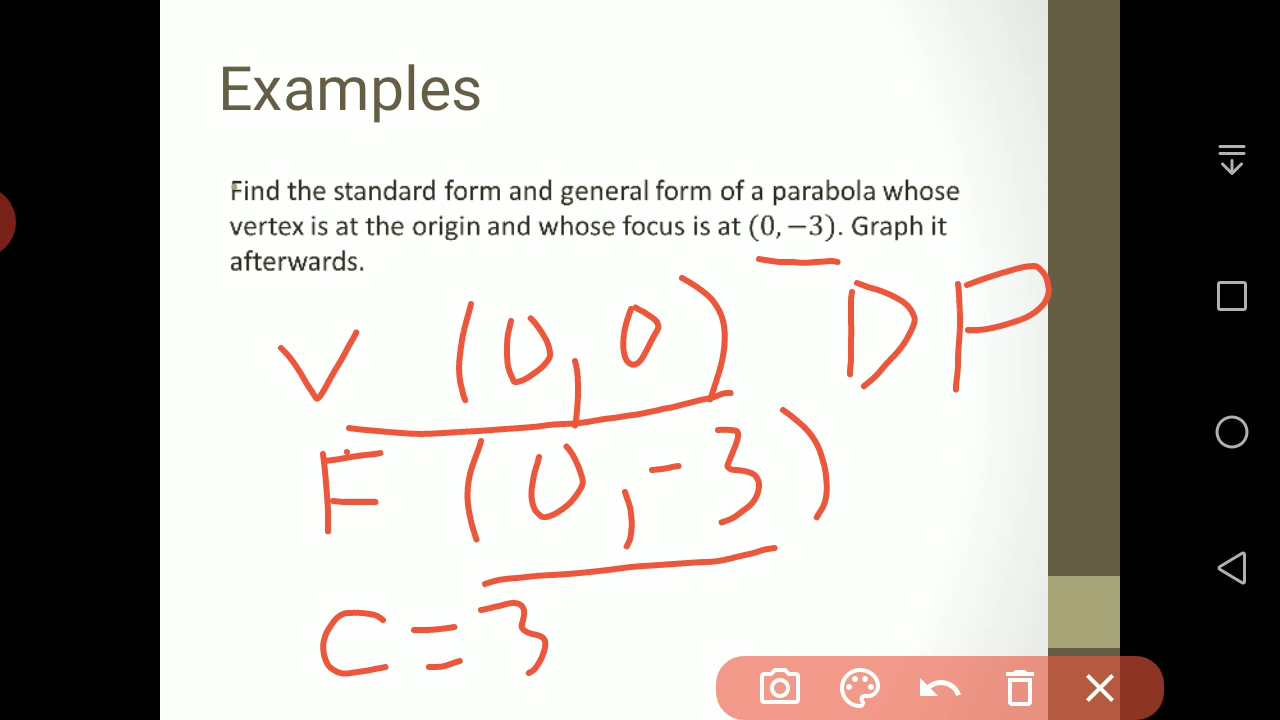 Examples
Find the standard form and general form of a parabola whose
vertex is at the origin and whose focus is at (0, −3). Graph it
afterwards.
V (0, 0) DP
F (0, -3)
C = 3